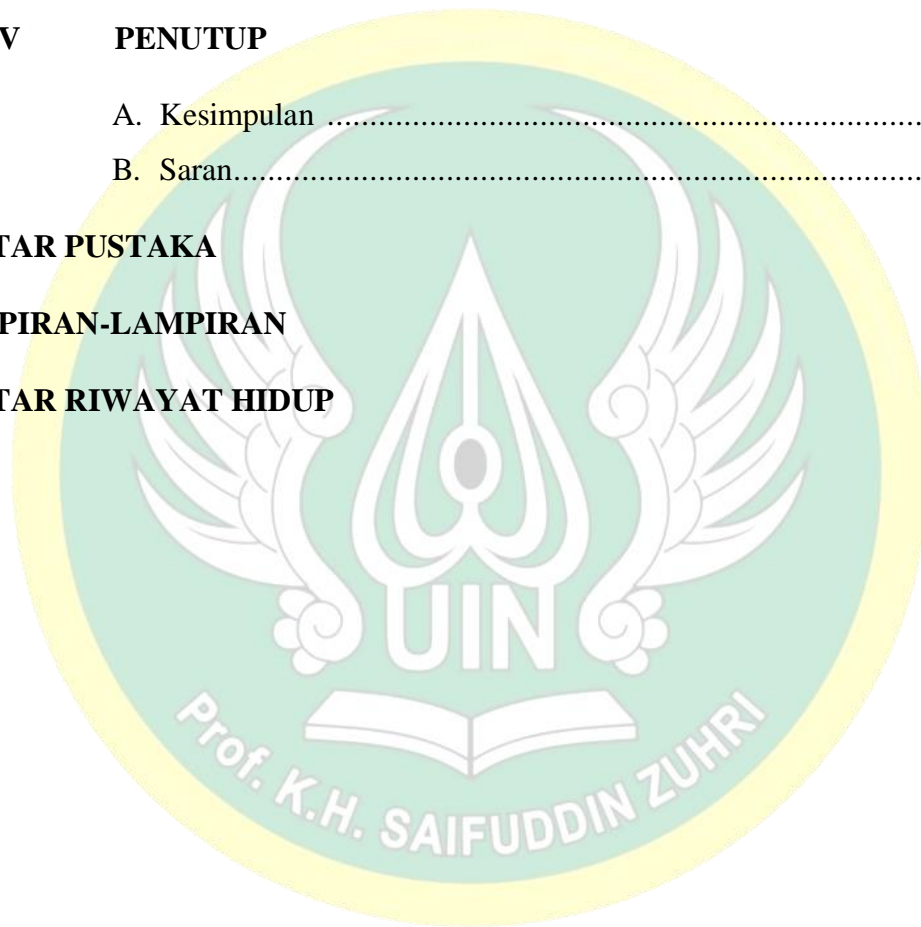 V PENUTUP
A. Kesimpulan ........................................................................
B. Saran....................................................................................
TAR PUSTAKA
PIRAN-LAMPIRAN
TAR RIWAYAT HIDUP
UIN
Prof. K.H. SAIFUDDIN ZUHRI